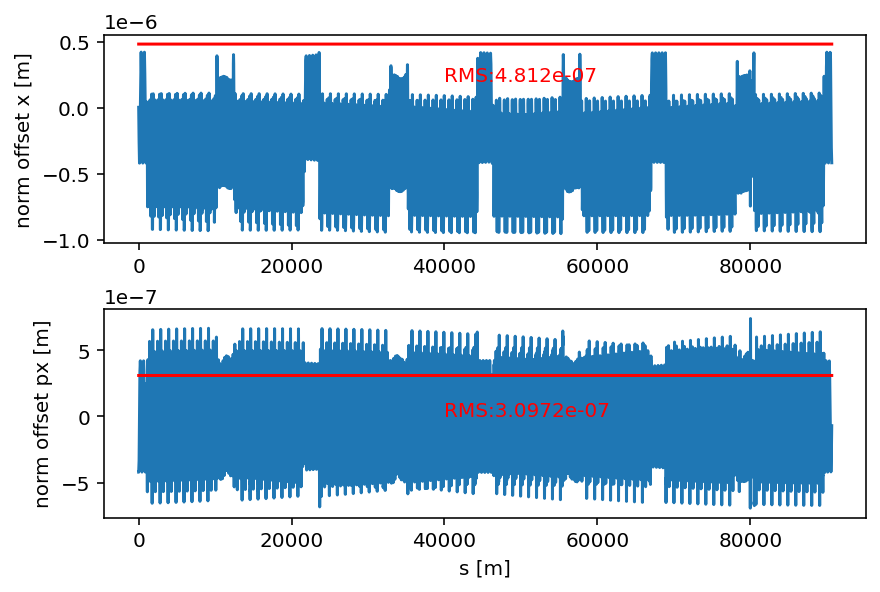 1e−6
norm offset x [m]
0.5
0.0
−0.5
−1.0
RMS:4.812e-07
0 20000 40000 60000 80000
1e−7
norm offset px [m]
5
0
−5
RMS:3.0972e-07
0 20000 40000 60000 80000
s [m]